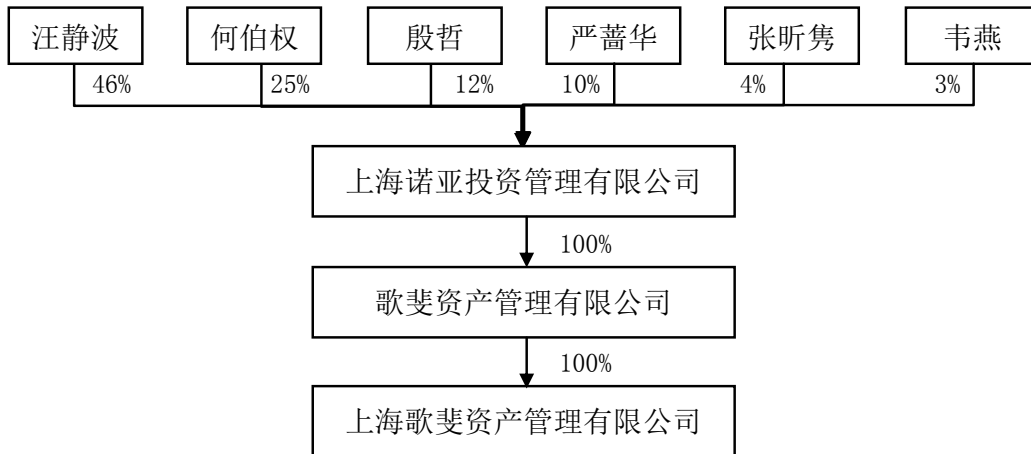 汪静波 何伯权 殷哲 严蔷华 张昕隽 韦燕
46% 25% 12% 10% 4% 3%
上海诺亚投资管理有限公司
100%
歌斐资产管理有限公司
100%
上海歌斐资产管理有限公司